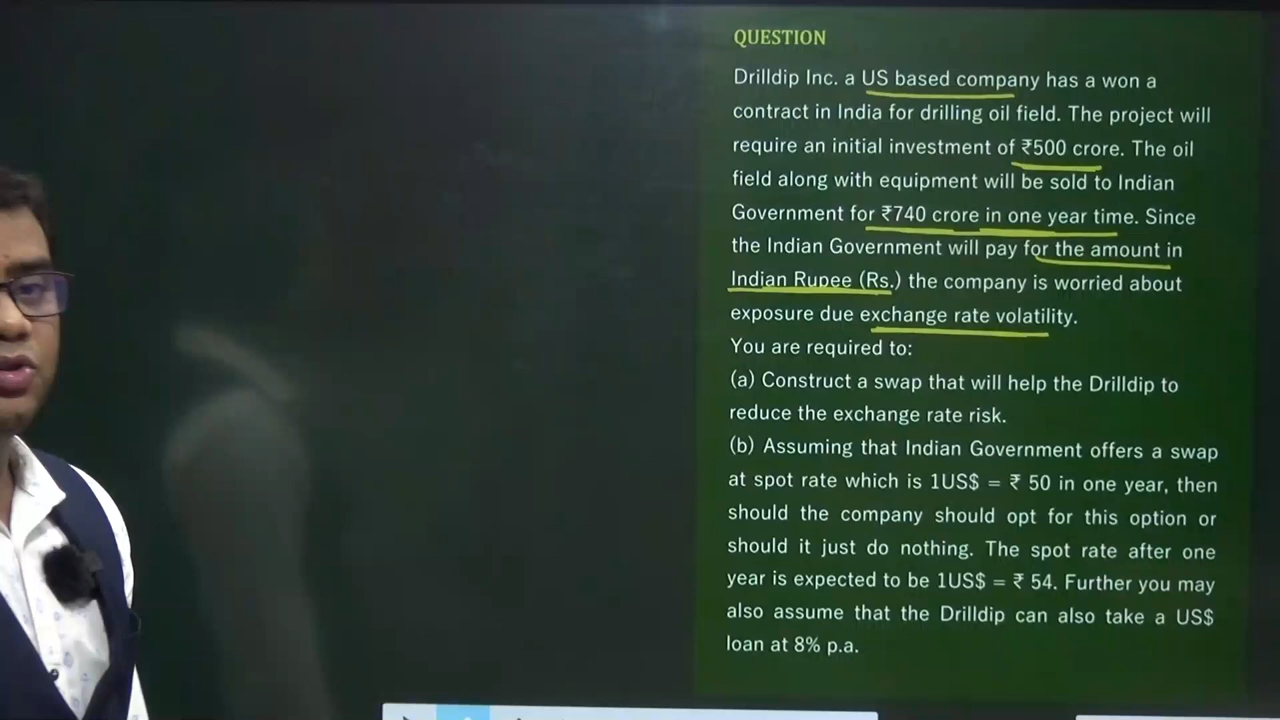 QUESTION
Drilldip Inc. a US based company has a won a
contract in India for drilling oil field. The project will
require an initial investment of ₹500 crore. The oil
field along with equipment will be sold to Indian
Government for ₹740 crore in one year time. Since
the Indian Government will pay for the amount in
Indian Rupee (Rs.) the company is worried about
exposure due exchange rate volatility.
You are required to:
(a) Construct a swap that will help the Drilldip to
reduce the exchange rate risk.
(b) Assuming that Indian Government offers a swap
at spot rate which is 1US$ = ₹ 50 in one year, then
should the company should opt for this option or
should it just do nothing. The spot rate after one
year is expected to be 1US$ = ₹ 54. Further you may
also assume that the Drilldip can also take a US$
loan at 8% p.a.